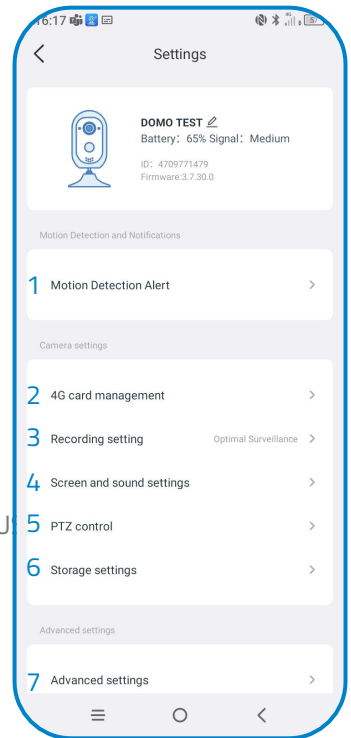 6:17
Settings
DOMO TEST
Battery: 65% Signal: Medium
ID: 4709771479
Firmware:3.7.30.0
Motion Detection and Notifications
1 Motion Detection Alert
Camera settings
2 4G card management
3 Recording setting Optimal Surveillance
4 Screen and sound settings
5 PTZ control
6 Storage settings
Advanced settings
7 Advanced settings